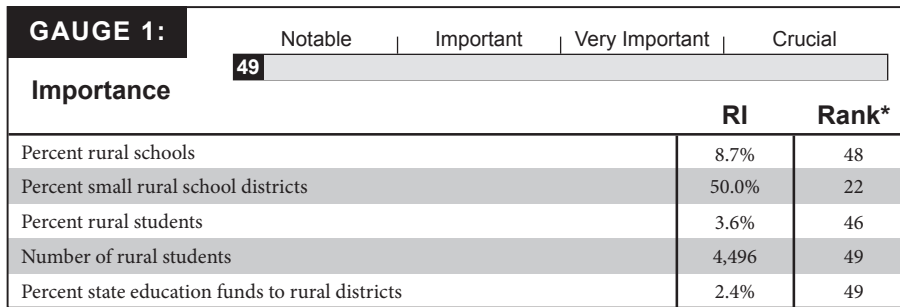 GAUGE 1:
Notable | Important | Very Important | Crucial
49
Importance
RI Rank*
Percent rural schools 8.7% 48
Percent small rural school districts 50.0% 22
Percent rural students 3.6% 46
Number of rural students 4,496 49
Percent state education funds to rural districts 2.4% 49